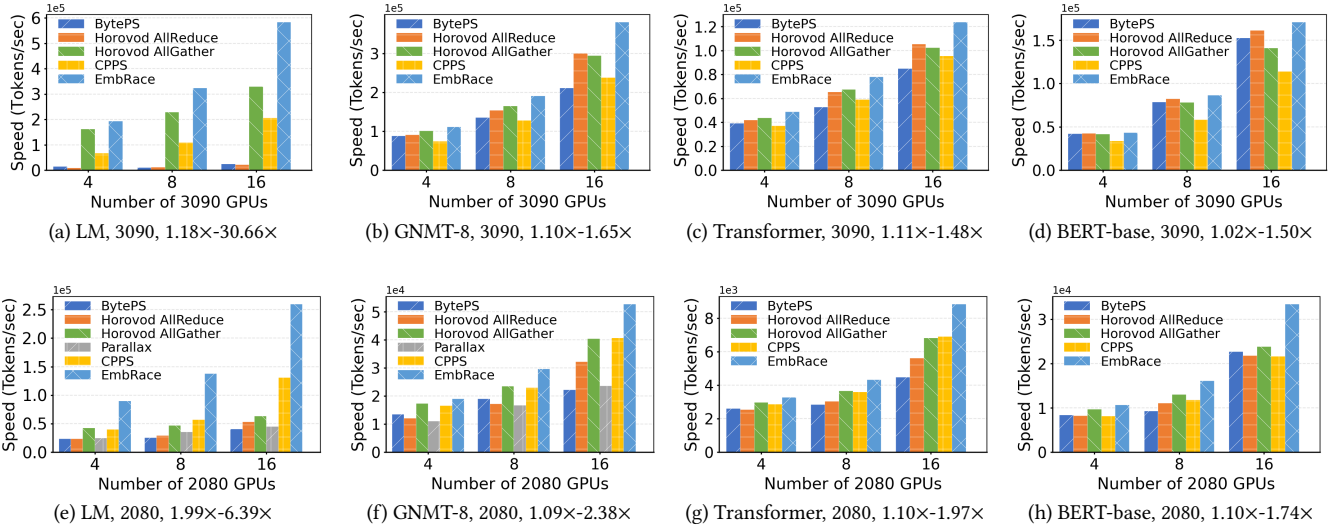 1e5
6
5
4
3
2
1
0
Speed (Tokens/sec)
BytePS
Horovod AllReduce
Horovod AllGather
CPPS
EmbRace
4 8 16
Number of 3090 GPUs
(a) LM, 3090, 1.18×-30.66×
1e5
3
2
1
0
Speed (Tokens/sec)
BytePS
Horovod AllReduce
Horovod AllGather
CPPS
EmbRace
4 8 16
Number of 3090 GPUs
(b) GNMT-8, 3090, 1.10×-1.65×
1e5
1.2
1.0
0.8
0.6
0.4
0.2
0.0
Speed (Tokens/sec)
BytePS
Horovod AllReduce
Horovod AllGather
CPPS
EmbRace
4 8 16
Number of 3090 GPUs
(c) Transformer, 3090, 1.11×-1.48×
1e5
1.5
1.0
0.5
0.0
Speed (Tokens/sec)
BytePS
Horovod AllReduce
Horovod AllGather
CPPS
EmbRace
4 8 16
Number of 3090 GPUs
(d) BERT-base, 3090, 1.02×-1.50×
1e5
2.5
2.0
1.5
1.0
0.5
0.0
Speed (Tokens/sec)
BytePS
Horovod AllReduce
Horovod AllGather
Parallax
CPPS
EmbRace
4 8 16
Number of 2080 GPUs
(e) LM, 2080, 1.99×-6.39×
1e4
5
4
3
2
1
0
Speed (Tokens/sec)
BytePS
Horovod AllReduce
Horovod AllGather
Parallax
CPPS
EmbRace
4 8 16
Number of 2080 GPUs
(f) GNMT-8, 2080, 1.09×-2.38×
1e3
8
6
4
2
0
Speed (Tokens/sec)
BytePS
Horovod AllReduce
Horovod AllGather
CPPS
EmbRace
4 8 16
Number of 2080 GPUs
(g) Transformer, 2080, 1.10×-1.97×
1e4
3
2
1
0
Speed (Tokens/sec)
BytePS
Horovod AllReduce
Horovod AllGather
CPPS
EmbRace
4 8 16
Number of 2080 GPUs
(h) BERT-base, 2080, 1.10×-1.74×